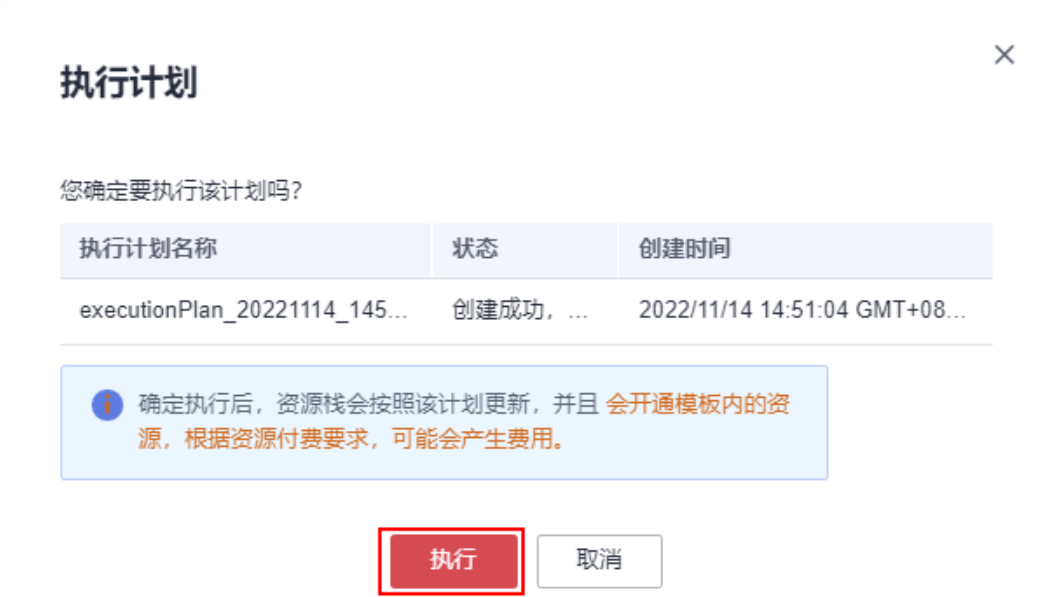 执行计划
您确定要执行该计划吗?
执行计划名称 状态 创建时间
executionPlan_20221114_145... 创建成功，... 2022/11/14 14:51:04 GMT+08...
确定执行后，资源栈会按照该计划更新，并且 会开通模板内的资
源，根据资源付费要求，可能会产生费用。
执行 取消